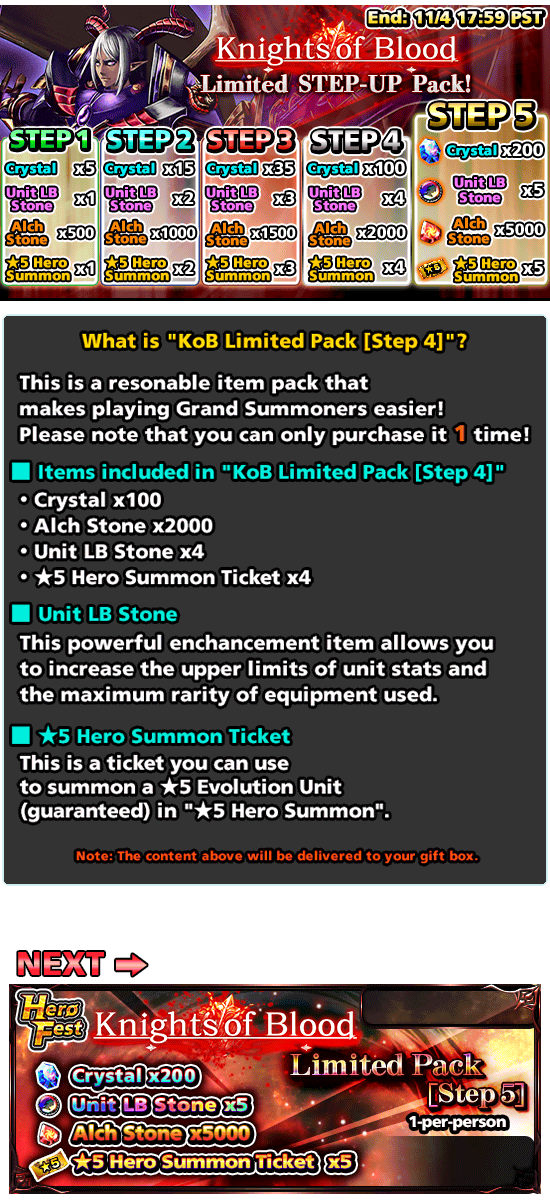 End: 11/4 17:59 PST
Knights of Blood
Limited STEP-UP Pack!
STEP 1
Crystal x5
Unit LB Stone x1
Alch Stone x500
★5 Hero Summon x1
STEP 2
Crystal x15
Unit LB Stone x2
Alch Stone x1000
★5 Hero Summon x2
STEP 3
Crystal x35
Unit LB Stone x3
Alch Stone x1500
★5 Hero Summon x3
STEP 4
Crystal x100
Unit LB Stone x4
Alch Stone x2000
★5 Hero Summon x4
STEP 5
Crystal x200
Unit LB Stone x5
Alch Stone x5000
★5
★5 Hero Summon x5
What is "KoB Limited Pack [Step 4]"?
This is a resonable item pack that
makes playing Grand Summoners easier!
Please note that you can only purchase it 1 time!
■ Items included in "KoB Limited Pack [Step 4]"
・Crystal x100
・Alch Stone x2000
・Unit LB Stone x4
・★5 Hero Summon Ticket x4
■ Unit LB Stone
This powerful enchancement item allows you
to increase the upper limits of unit stats and
the maximum rarity of equipment used.
■ ★5 Hero Summon Ticket
This is a ticket you can use
to summon a ★5 Evolution Unit
(guaranteed) in "★5 Hero Summon".
Note: The content above will be delivered to your gift box.
NEXT ➡
Hero
Fest
Knights of Blood
Crystal x200
Unit LB Stone x5
Alch Stone x5000
★5
★5 Hero Summon Ticket x5
Limited Pack
[Step 5]
1-per-person